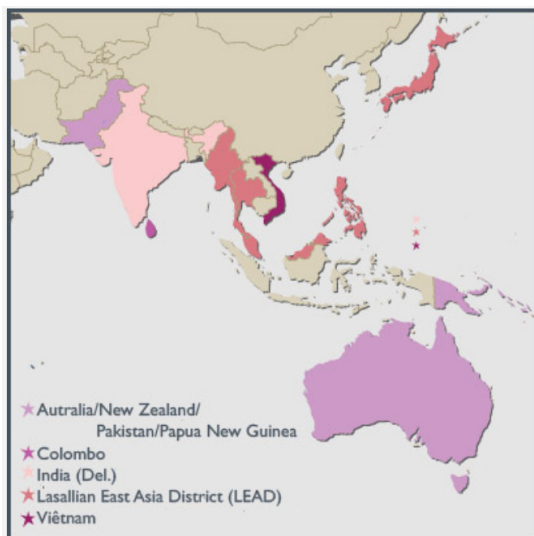 Autralia/New Zealand/
Pakistan/Papua New Guinea
Colombo
India (Del.)
Lasallian East Asia District (LEAD)
Viêtnam